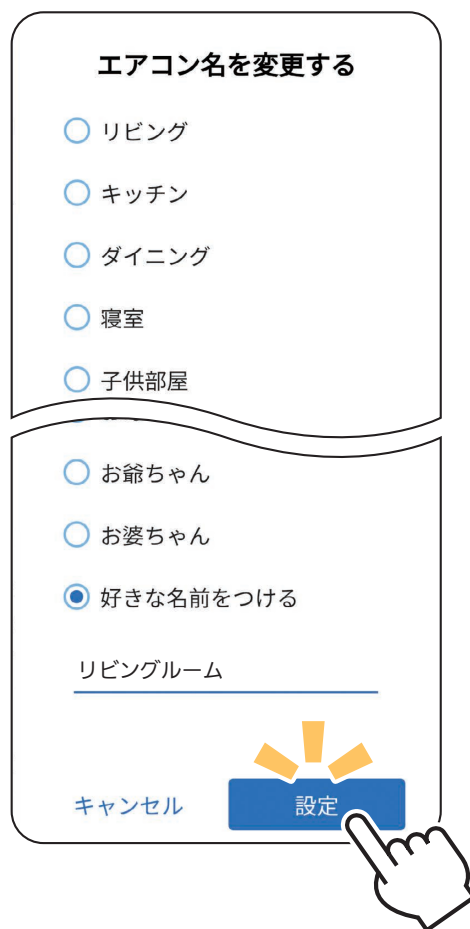 エアコン名を変更する
リビング
キッチン
ダイニング
寝室
子供部屋
お爺ちゃん
お婆ちゃん
好きな名前をつける
リビングルーム
キャンセル
設定